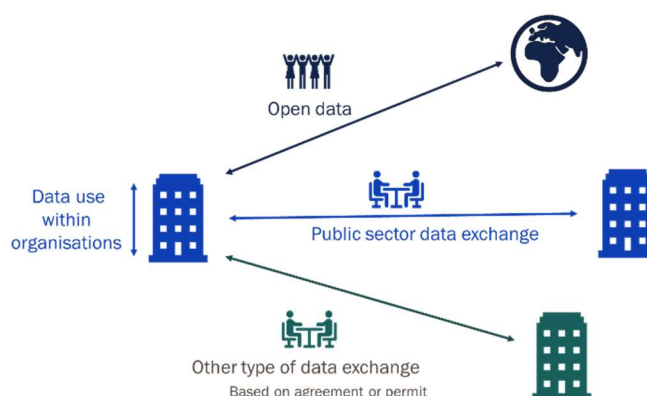 Open data
Data use
within
organisations
Public sector data exchange
Other type of data exchange
Based on agreement or permit